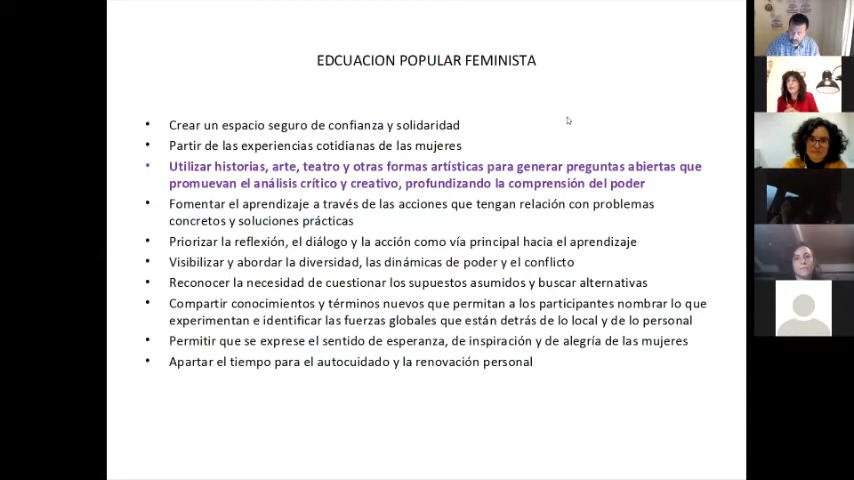 EDCUACION POPULAR FEMINISTA
• Crear un espacio seguro de confianza y solidaridad
• Partir de las experiencias cotidianas de las mujeres
• Utilizar historias, arte, teatro y otras formas artísticas para generar preguntas abiertas que
promuevan el análisis crítico y creativo, profundizando la comprensión del poder
• Fomentar el aprendizaje a través de las acciones que tengan relación con problemas
concretos y soluciones prácticas
• Priorizar la reflexión, el diálogo y la acción como vía principal hacia el aprendizaje
• Visibilizar y abordar la diversidad, las dinámicas de poder y el conflicto
• Reconocer la necesidad de cuestionar los supuestos asumidos y buscar alternativas
• Compartir conocimientos y términos nuevos que permitan a los participantes nombrar lo que
experimentan e identificar las fuerzas globales que están detrás de lo local y de lo personal
• Permitir que se exprese el sentido de esperanza, de inspiración y de alegría de las mujeres
• Apartar el tiempo para el autocuidado y la renovación personal